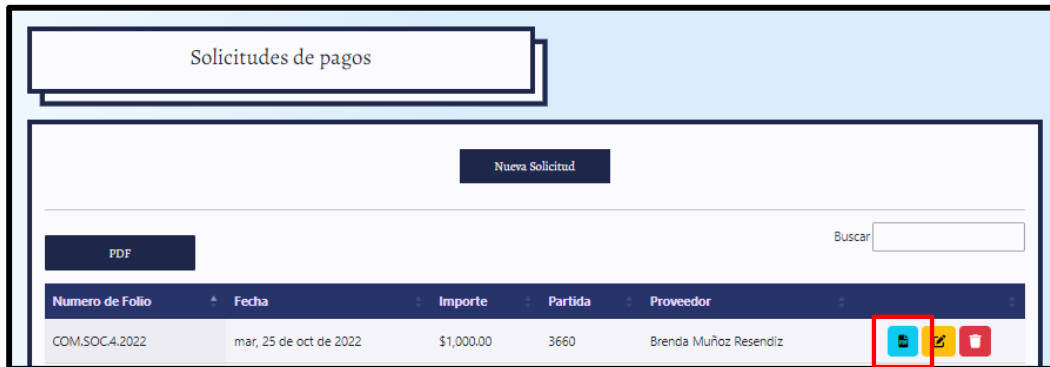 Solicitudes de pagos
Nueva Solicitud
Buscar
PDF
Numero de Folio Fecha Importe Partida Proveedor
COM.SOC.4.2022 mar, 25 de oct de 2022 $1,000.00 3660 Brenda Muñoz Resendiz